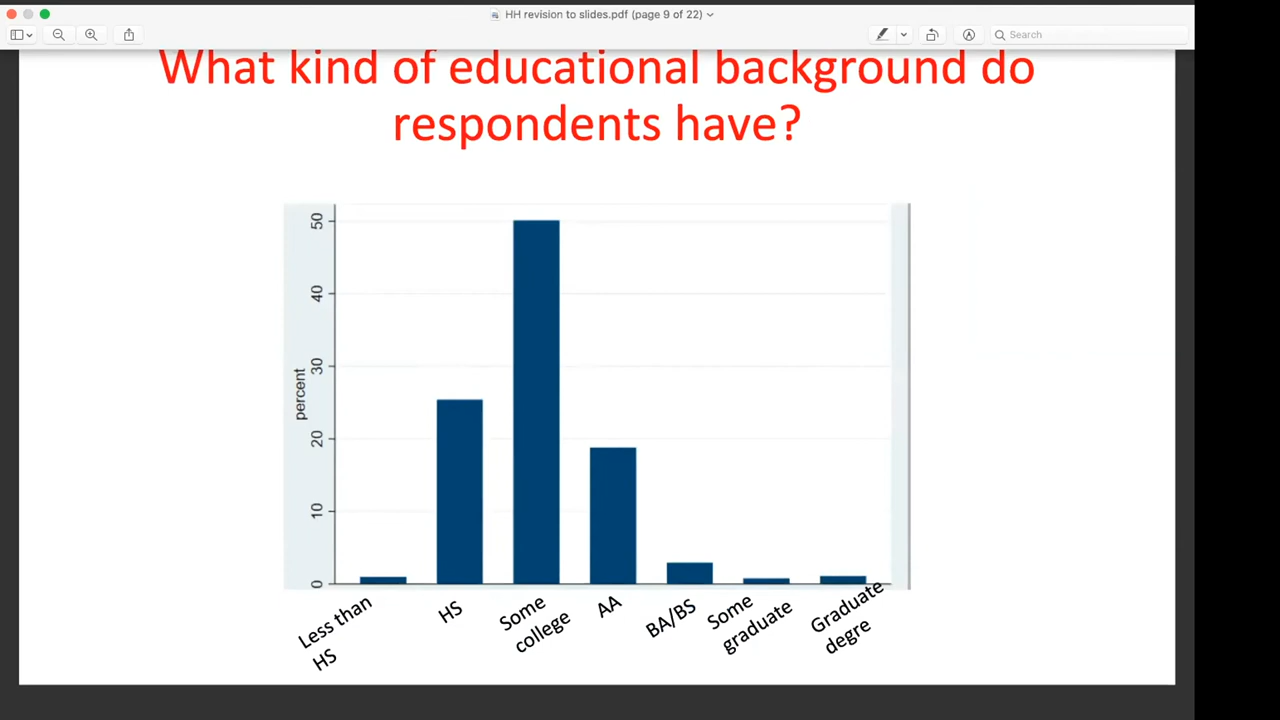 HH revision to slides.pdf (page 9 of 22)
Search
What kind of educational background do
respondents have?
50
40
30
20
10
0
percent
Less than
HS
HS
Some
college
AA
BA/BS
Some
graduate
Graduate
degre